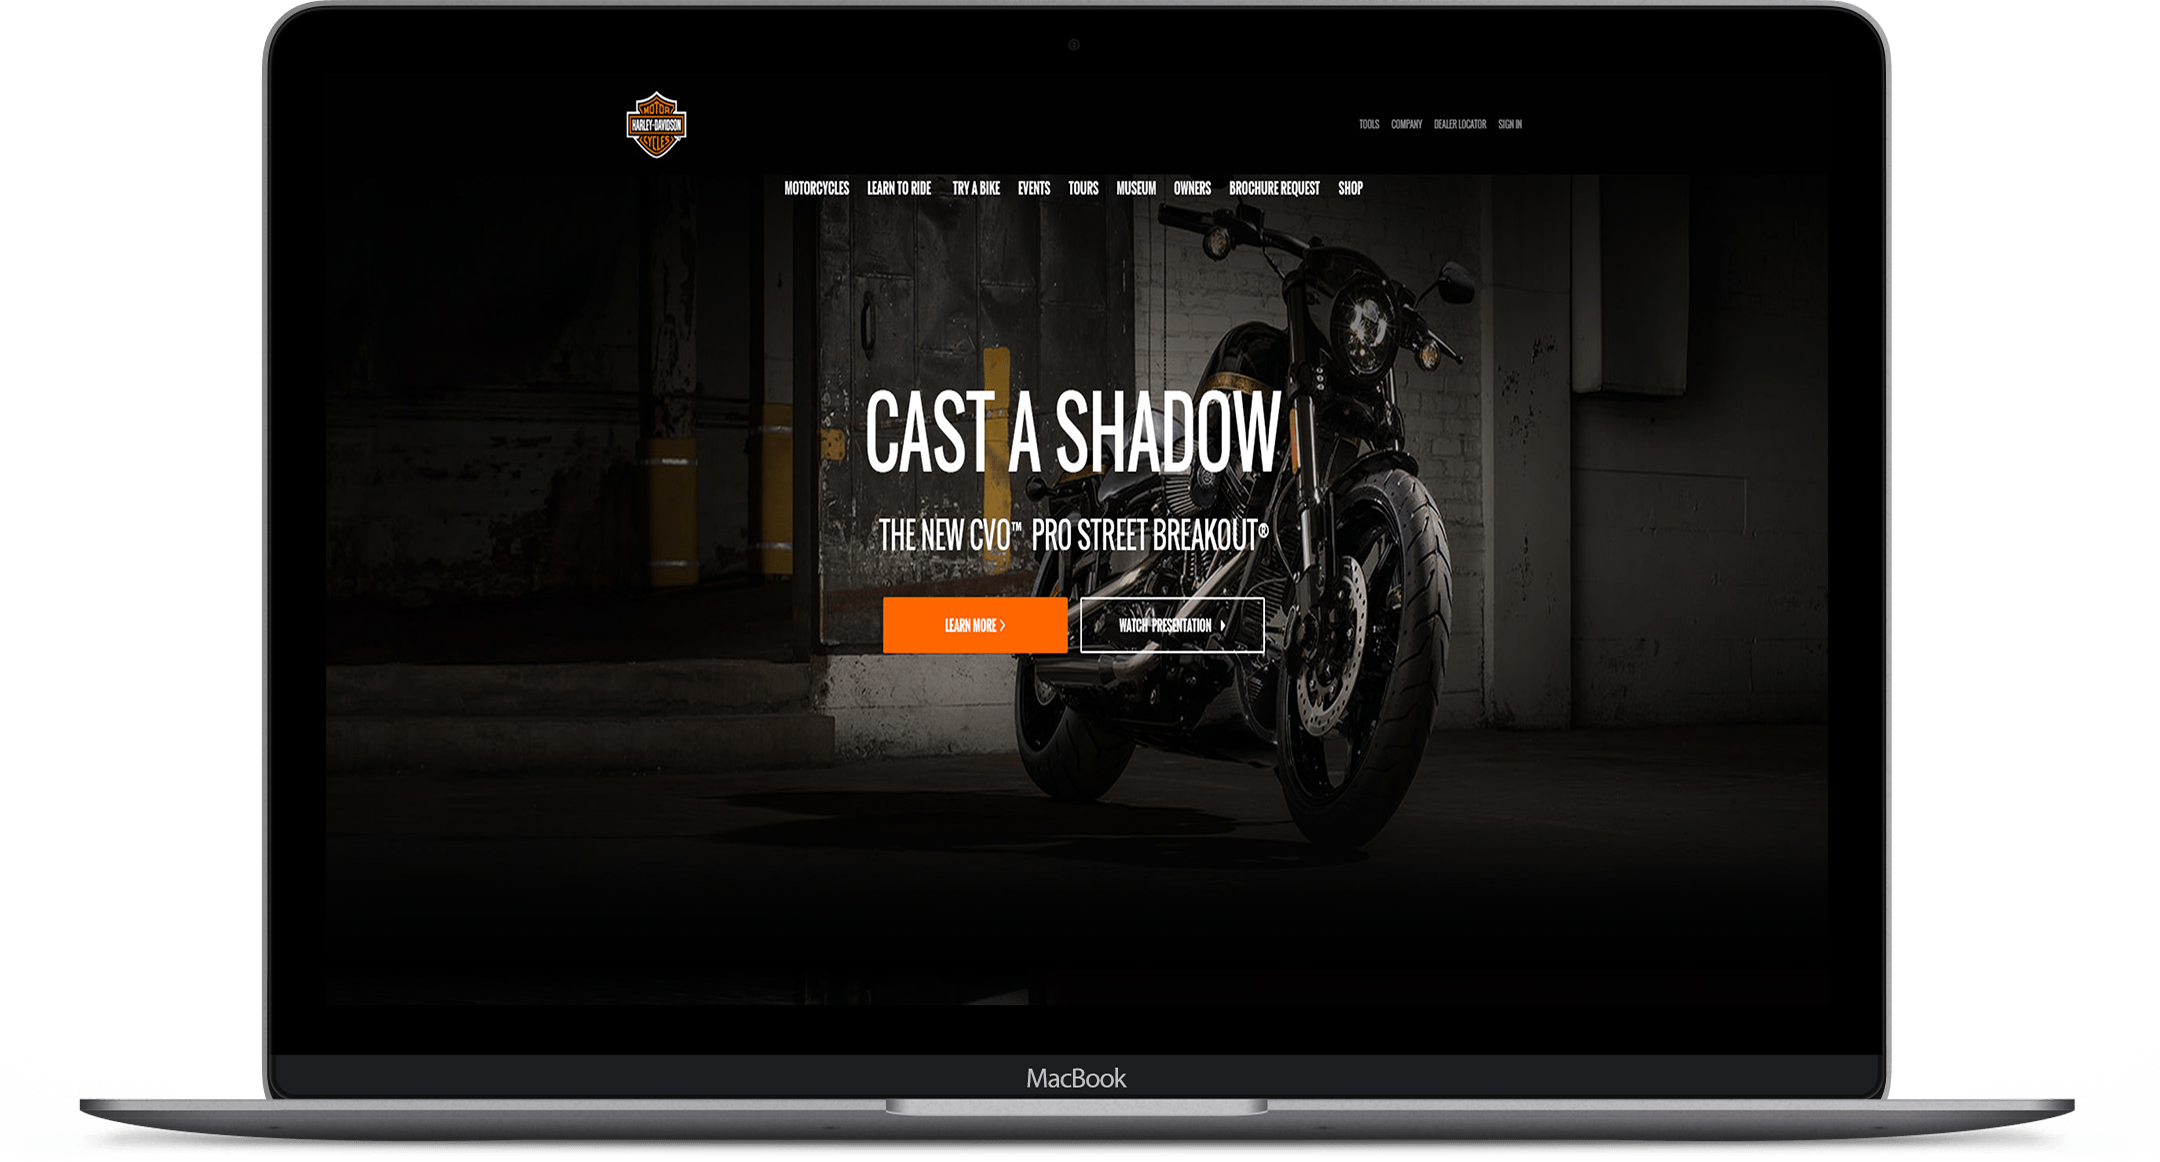 MOTOR
HARLEY-DAVIDSON
CYCLES
TOOLS COMPANY DEALER LOCATOR SIGN IN
MOTORCYCLES LEARN TO RIDE TRY A BIKE EVENTS TOURS MUSEUM OWNERS BROCHURE REQUEST SHOP
CAST A SHADOW
THE NEW CVO™ PRO STREET BREAKOUT®
LEARN MORE > WATCH PRESENTATION
MacBook